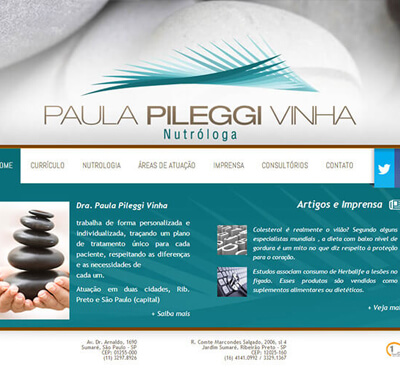 PAULA PILEGGI VINHA
Nutróloga
HOME CURRÍCULO NUTROLOGIA ÁREAS DE ATUAÇÃO IMPRENSA CONSULTÓRIOS CONTATO
Dra. Paula Pileggi Vinha
trabalha de forma personalizada e
individualizada, traçando um plano
de tratamento único para cada
paciente, respeitando as diferenças
e as necesidades de
cada um.
Atuação em duas cidades, Rib.
Preto e São Paulo (capital)
+ Saiba mais
Artigos e Imprensa
Colesterol é realmente o vilão? Segundo alguns
especialistas mundiais , a dieta com baixo nível de
gordura é um mito no que diz respeito à proteção
para o coração.
Estudos associam consumo de Herbalife a lesões no
fígado. Esses produtos são vendidos como
suplementos alimentares ou dietéticos.
+ Veja mais
Av. Dr. Arnaldo, 1690
Sumaré, São Paulo - SP
CEP: 01255-000
(11) 3297.8926
R. Comte Marcondes Salgado, 2006, sl 4
Jardim Sumaré, Ribeirão Preto - SP
CEP: 12025-160
(16) 4141.0992 / 3329.1367